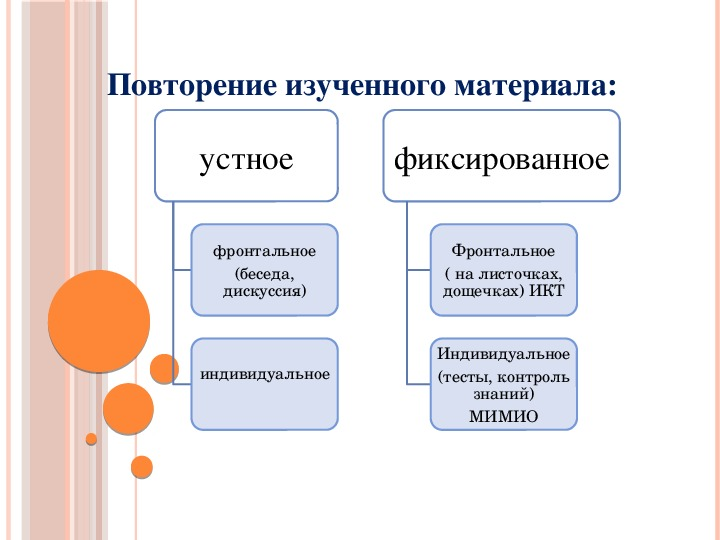 Повторение изученного материала:
устное
фронтальное
(беседа,
дискуссия)
индивидуальное
фиксированное
Фронтальное
( на листочках,
дощечках) ИКТ
Индивидуальное
(тесты, контроль
знаний)
МИМИО